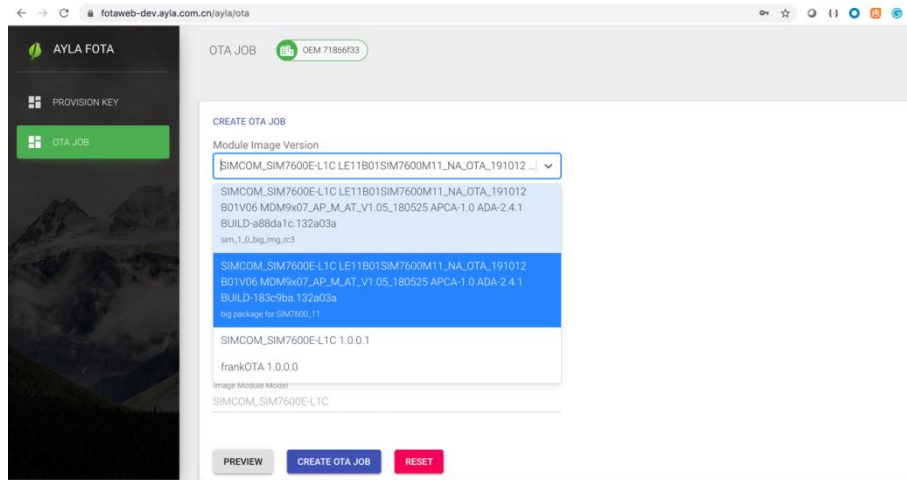 fotaweb-dev.ayla.com.cn/ayla/ota
AYLA FOTA
OTA JOB
OEM 71866f33
PROVISION KEY
OTA JOB
CREATE OTA JOB
Module Image Version
SIMCOM_SIM7600E-L1C LE11B01SIM7600M11_NA_OTA_191012 ...
SIMCOM_SIM7600E-L1C LE11B01SIM7600M11_NA_OTA_191012
B01V06 MDM9x07_AP_M_AT_V1.05_180525 APCA-1.0 ADA-2.4.1
BUILD-a88da1c.132a03a
sim_1_0_big_img_rc3
SIMCOM_SIM7600E-L1C LE11B01SIM7600M11_NA_OTA_191012
B01V06 MDM9x07_AP_M_AT_V1.05_180525 APCA-1.0 ADA-2.4.1
BUILD-183c9ba.132a03a
big package for SIM7600_11
SIMCOM_SIM7600E-L1C 1.0.0.1
frankOTA 1.0.0.0
Image Module Model
SIMCOM_SIM7600E-L1C
PREVIEW
CREATE OTA JOB
RESET